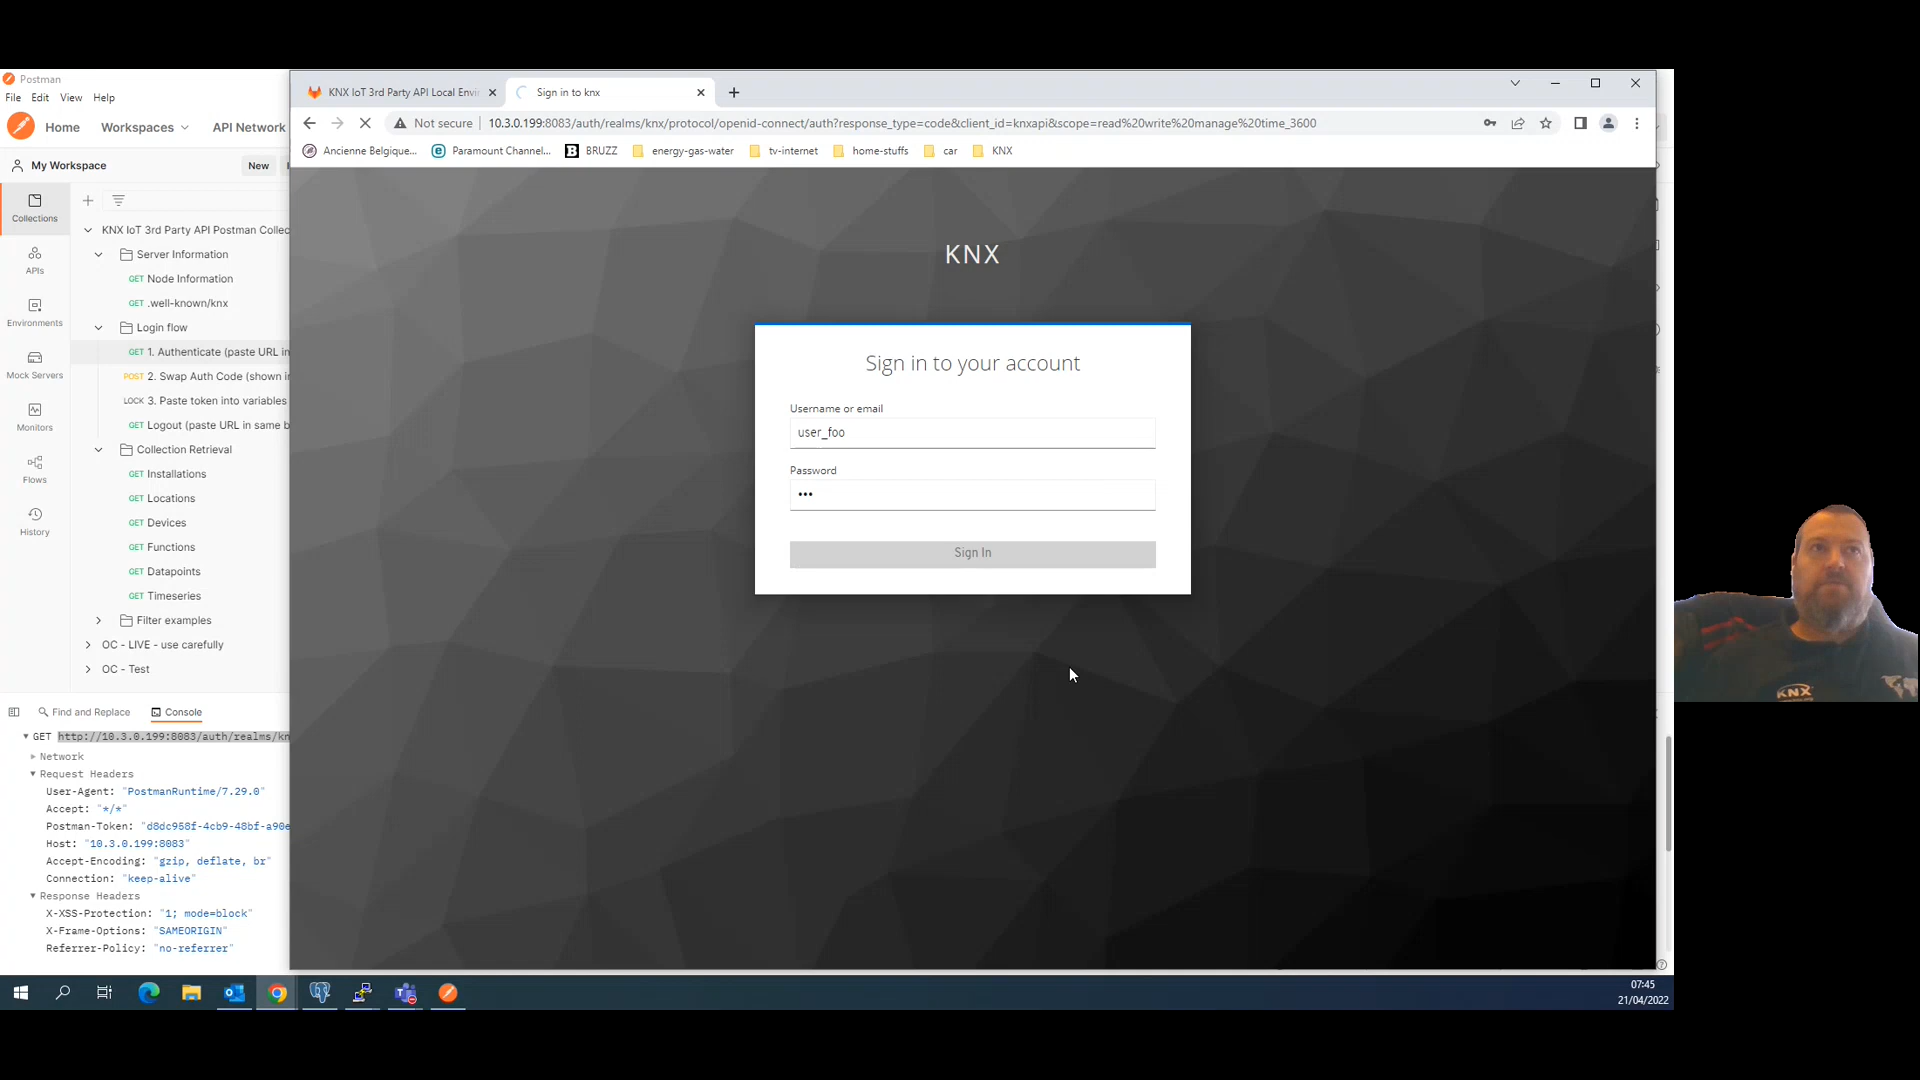 Postman
File Edit View Help
Home Workspaces API Network
My Workspace New
Collections
APIs
Environments
Mock Servers
Monitors
Flows
History
KNX IoT 3rd Party API Postman Collec
Server Information
GET Node Information
GET .well-known/knx
Login flow
GET 1. Authenticate (paste URL in
POST 2. Swap Auth Code (shown in
LOCK 3. Paste token into variables
GET Logout (paste URL in same b
Collection Retrieval
GET Installations
GET Locations
GET Devices
GET Functions
GET Datapoints
GET Timeseries
Filter examples
OC - LIVE - use carefully
OC - Test
Find and Replace Console
GET http://10.3.0.199:8083/auth/realms/kn
Network
Request Headers
User-Agent: "PostmanRuntime/7.29.0"
Accept: "*/*"
Postman-Token: "d8dc958f-4cb9-48bf-a90e
Host: "10.3.0.199:8083"
Accept-Encoding: "gzip, deflate, br"
Connection: "keep-alive"
Response Headers
X-XSS-Protection: "1; mode=block"
X-Frame-Options: "SAMEORIGIN"
Referrer-Policy: "no-referrer"
KNX IoT 3rd Party API Local Envi
Sign in to knx
Not secure 10.3.0.199:8083/auth/realms/knx/protocol/openid-connect/auth?response_type=code&client_id=knxapi&scope=read%20write%20manage%20time_3600
Ancienne Belgique... Paramount Channel... BRUZZ energy-gas-water tv-internet home-stuffs car KNX
KNX
Sign in to your account
Username or email
user_foo
Password
•••
Sign In
KNX
07:45
21/04/2022